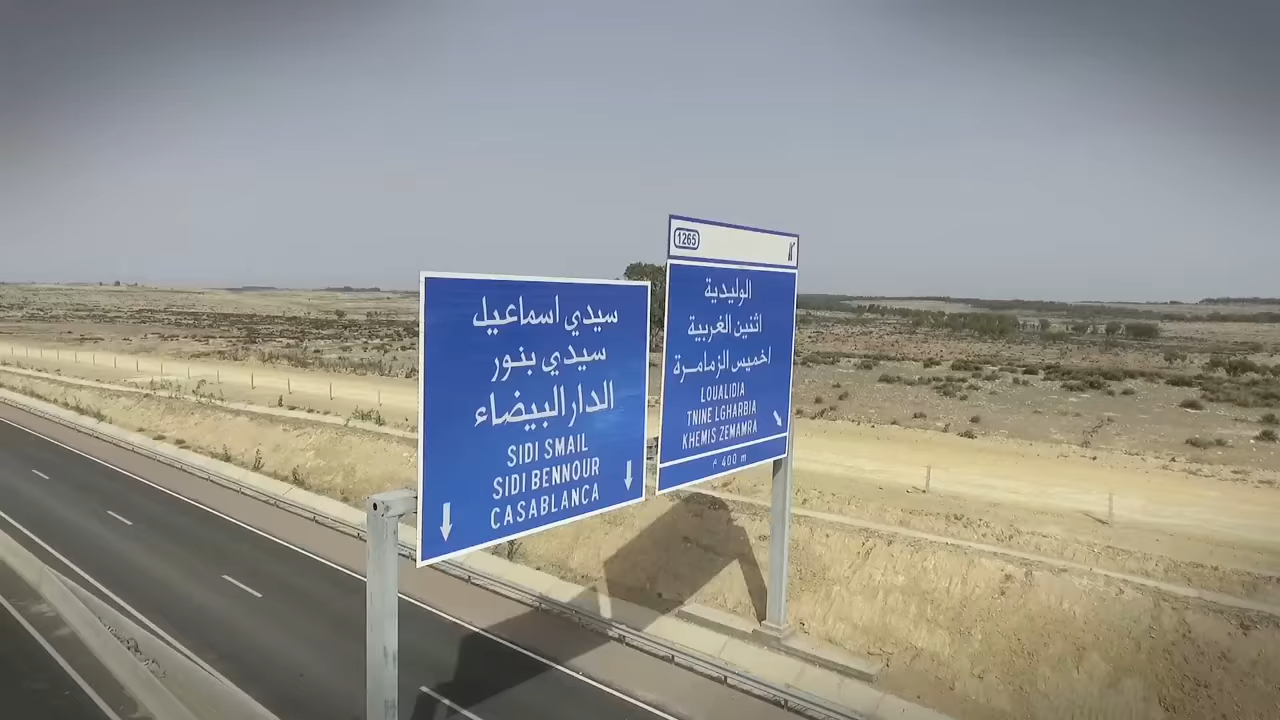 سيدي اسماعيل
سيدي بنور
الدار البيضاء
SIDI SMAIL
SIDI BENNOUR
CASABLANCA
1265
الوليدية
اثنين الغربية
اخميس الزمامرة
LOUALIDIA
TNINE LGHARBIA
KHEMIS ZEMAMRA
م 400 m